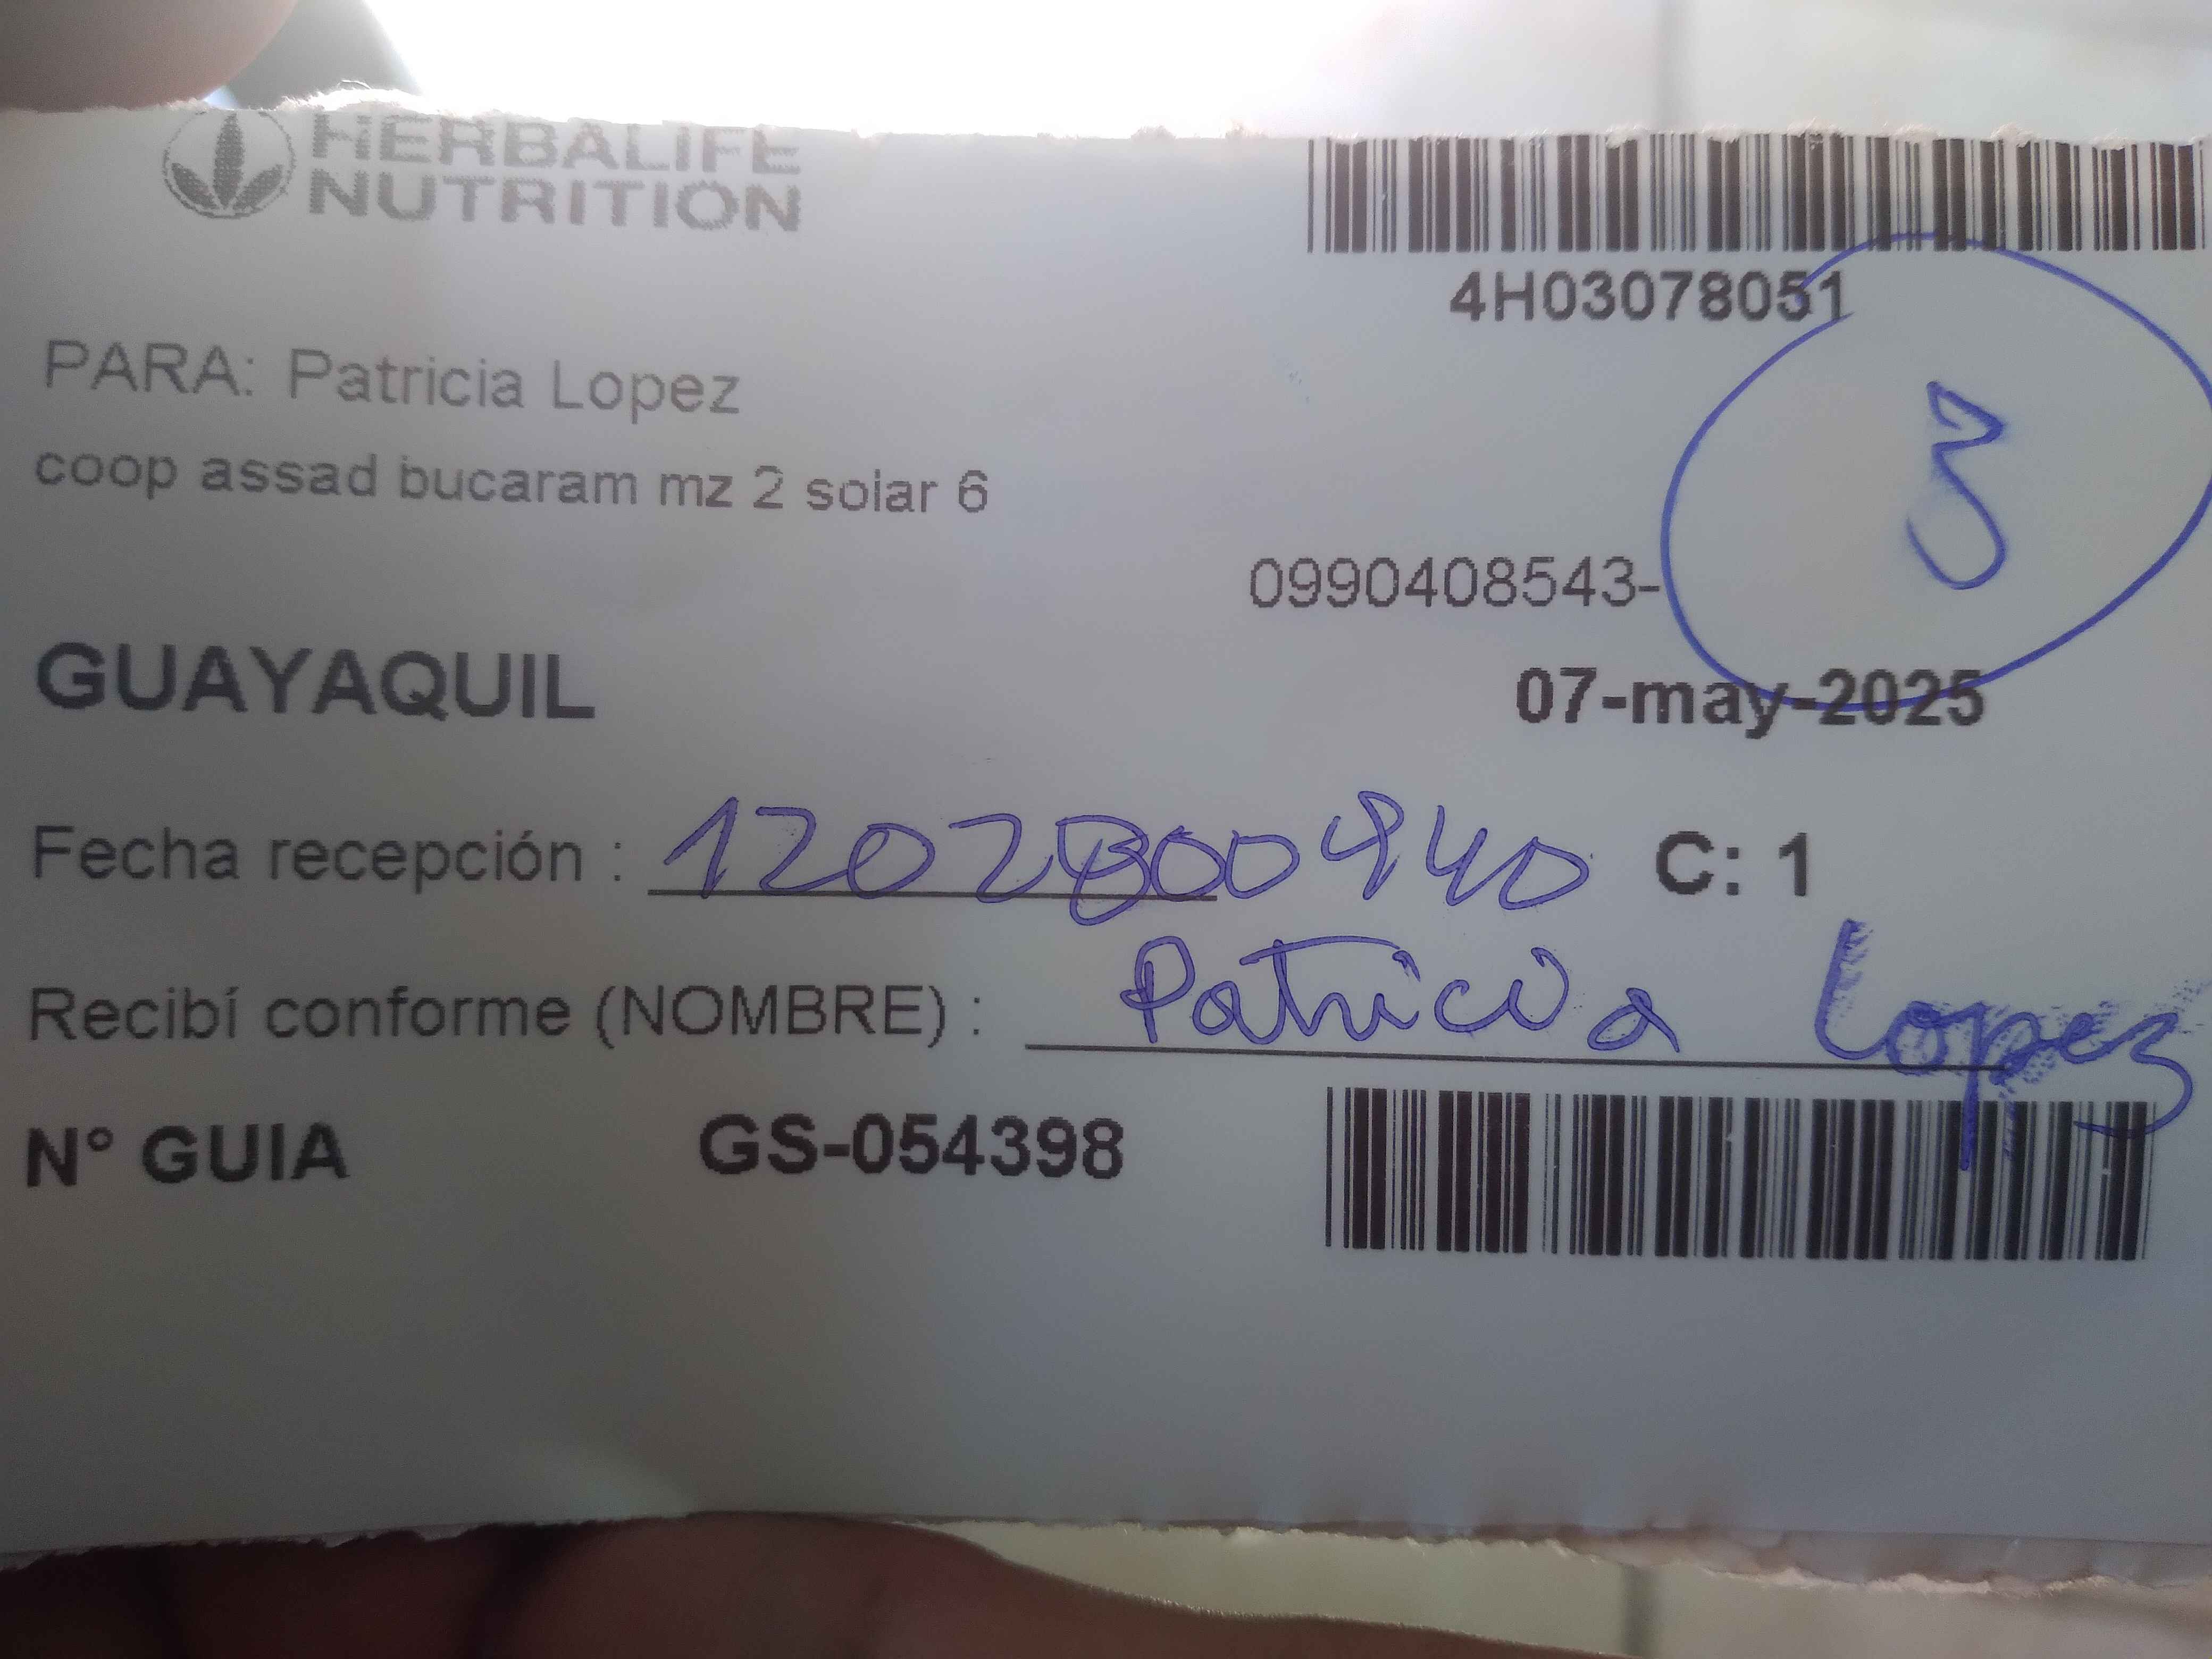 HERBALIFE
NUTRITION
4H03078051
PARA: Patricia Lopez
coop assad bucaram mz 2 solar 6
3
0990408543-
GUAYAQUIL
07-may-2025
Fecha recepción : 1202800940 C: 1
Recibí conforme (NOMBRE) : Patricia Lopez
N° GUIA GS-054398